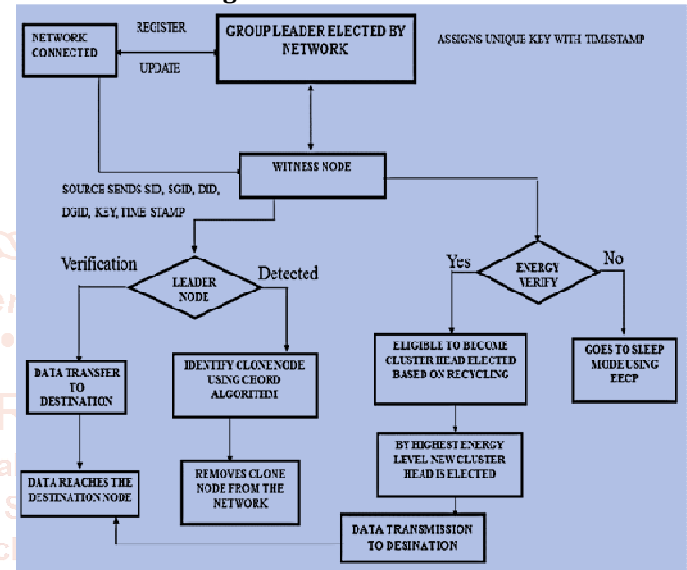 REGISTER
GROUP LEADER ELECTED BY
NETWORK
NETWORK
CONNECTED
ASSIGNS UNIQUE KEY WITH TIMESTAMP
UPDATE
WITNESS NODE
SOURCE SENDS SID, SGID, DID,
DGID, KEY, TIME STAMP
Verification
Detected
LEADER
NODE
Yes
No
ENERGY
VERIFY
DATA TRANSFER
TO
DESTINATION
IDENTIFY CLONE NODE
USING CHORD
ALGORITHM
ELIGIBLE TO BECOME
CLUSTER HEAD ELECTED
BASED ON RECYCLING
GOES TO SLEEP
MODE USING
EECP
DATA REACHES THE
DESTINATION NODE
REMOVES CLONE
NODE FROM THE
NETWORK
BY HIGHEST ENERGY
LEVEL NEW CLUSTER
HEAD IS ELECTED
DATA TRANSMISSION
TO DESINATION